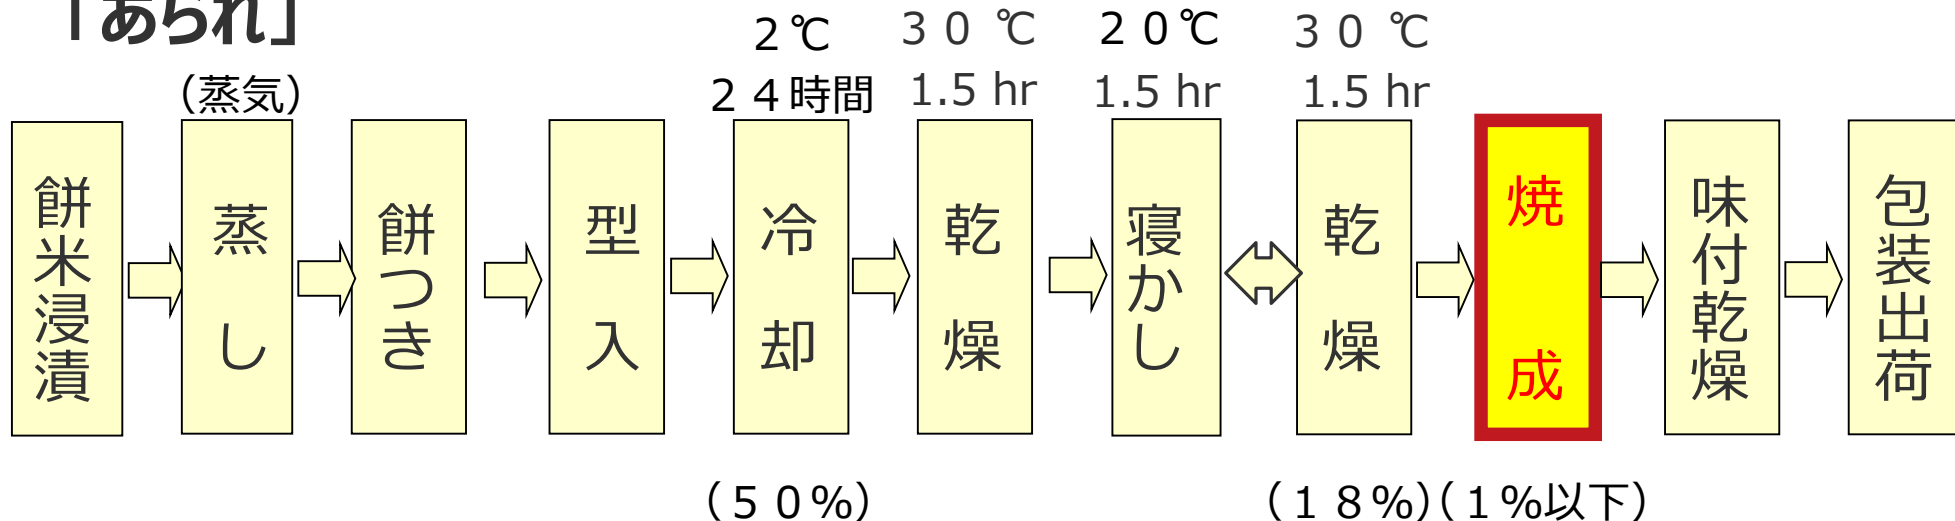 「あられ」
2℃
30℃
20℃
30℃
(蒸気)
24時間
1.5 hr
1.5 hr
1.5 hr
餅米浸漬
蒸し
餅つき
型入
冷却
乾燥
寝かし
乾燥
焼成
味付乾燥
包装出荷
(50%)
(18%)
(1%以下)